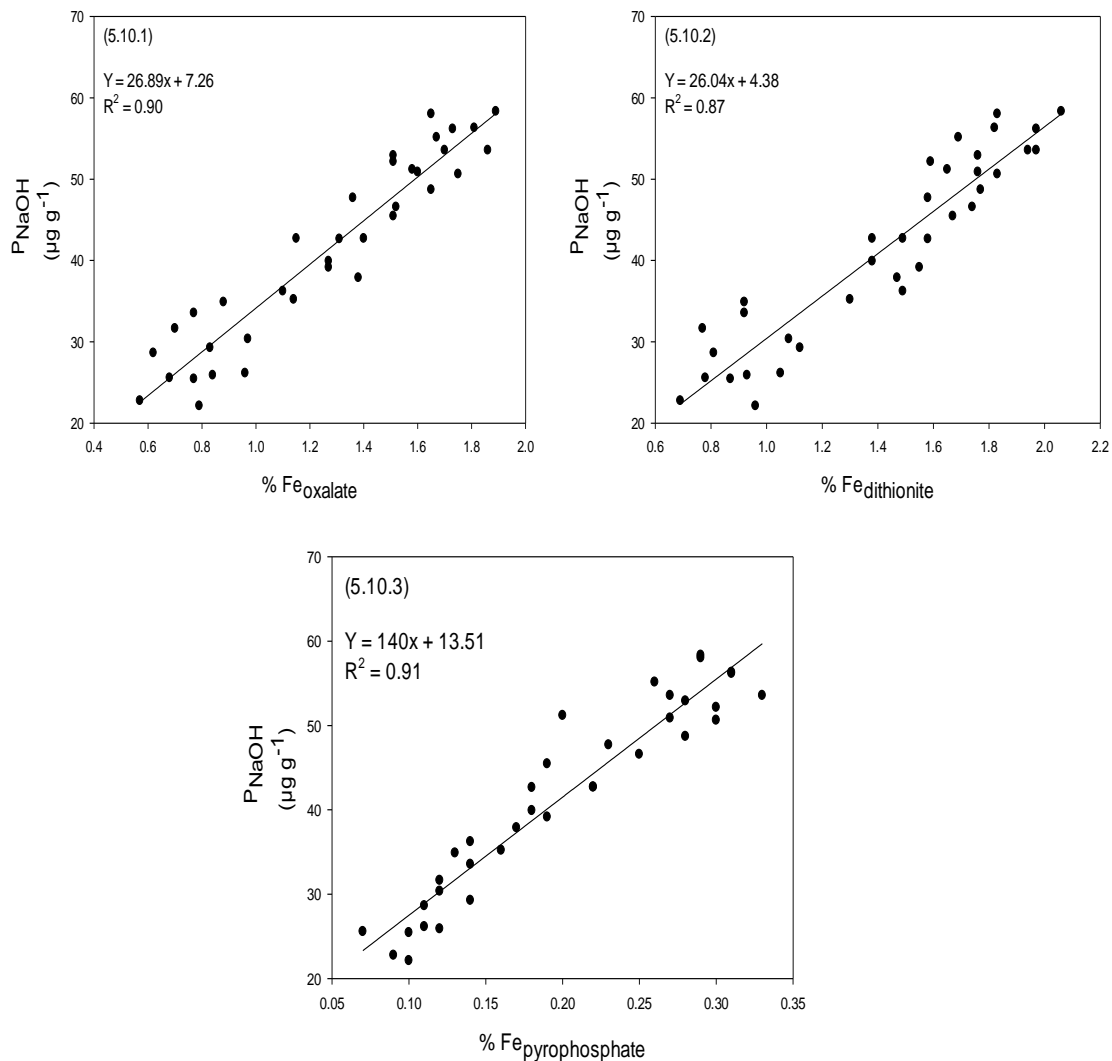 (5.10.1)
Y = 26.89x + 7.26
R² = 0.90
70
60
50
40
30
20
PNaOH
(µg g⁻¹)
0.4 0.6 0.8 1.0 1.2 1.4 1.6 1.8 2.0
% Feoxalate
(5.10.2)
Y = 26.04x + 4.38
R² = 0.87
70
60
50
40
30
20
PNaOH
(µg g⁻¹)
0.6 0.8 1.0 1.2 1.4 1.6 1.8 2.0 2.2
% Fedithionite
(5.10.3)
Y = 140x + 13.51
R² = 0.91
70
60
50
40
30
20
PNaOH
(µg g⁻¹)
0.05 0.10 0.15 0.20 0.25 0.30 0.35
% Fepyrophosphate